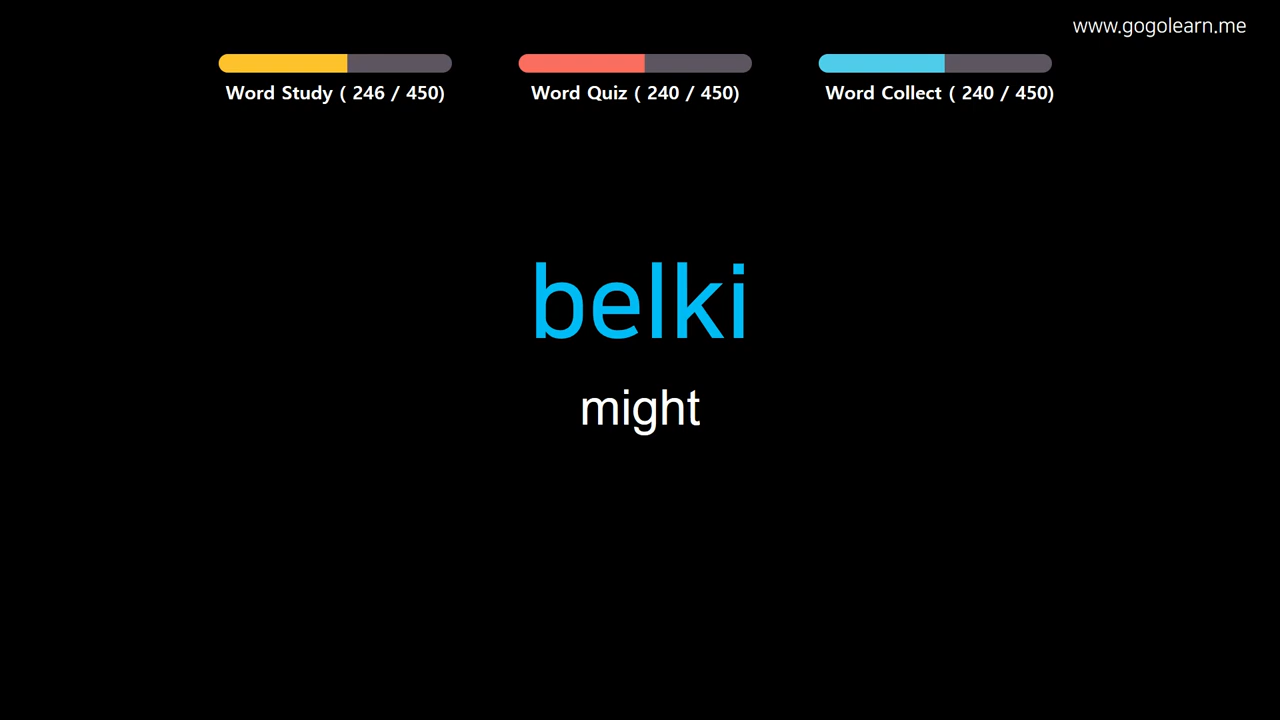 www.gogolearn.me
Word Study ( 246 / 450)
Word Quiz ( 240 / 450)
Word Collect ( 240 / 450)
belki
might